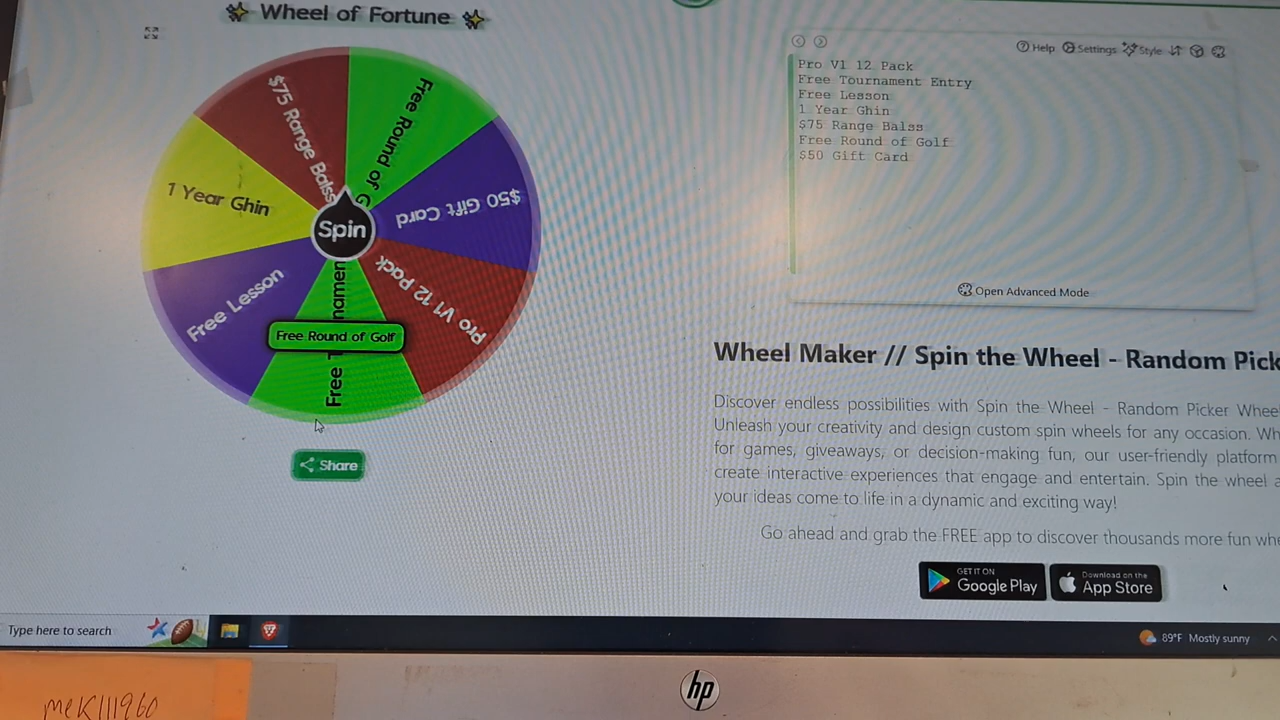 ✨ Wheel of Fortune ✨
$75 Range Balss
Free Round of G
1 Year Ghin
$50 Gift Card
Spin
Free Lesson
Pro V1 12 Pack
Free T namen
Free Round of Golf
Share
Help Settings Style
Pro V1 12 Pack
Free Tournament Entry
Free Lesson
1 Year Ghin
$75 Range Balss
Free Round of Golf
$50 Gift Card
Open Advanced Mode
Wheel Maker // Spin the Wheel - Random Pick
Discover endless possibilities with Spin the Wheel - Random Picker Whee
Unleash your creativity and design custom spin wheels for any occasion. Wh
for games, giveaways, or decision-making fun, our user-friendly platform
create interactive experiences that engage and entertain. Spin the wheel a
your ideas come to life in a dynamic and exciting way!
Go ahead and grab the FREE app to discover thousands more fun whe
GET IT ON
Google Play
Download on the
App Store
Type here to search
89°F Mostly sunny
hp
meK111960